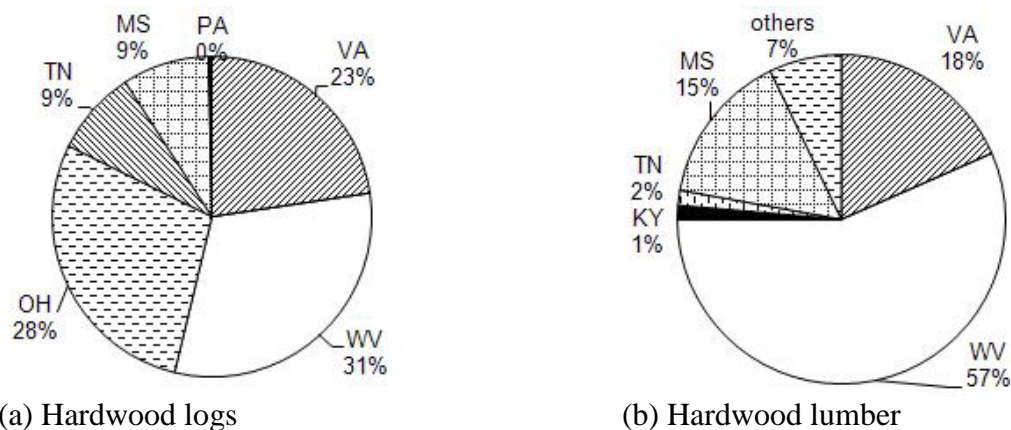 MS
9%
PA
0%
VA
23%
TN
9%
OH
28%
WV
31%
(a) Hardwood logs
others
7%
VA
18%
MS
15%
TN
2%
KY
1%
WV
57%
(b) Hardwood lumber